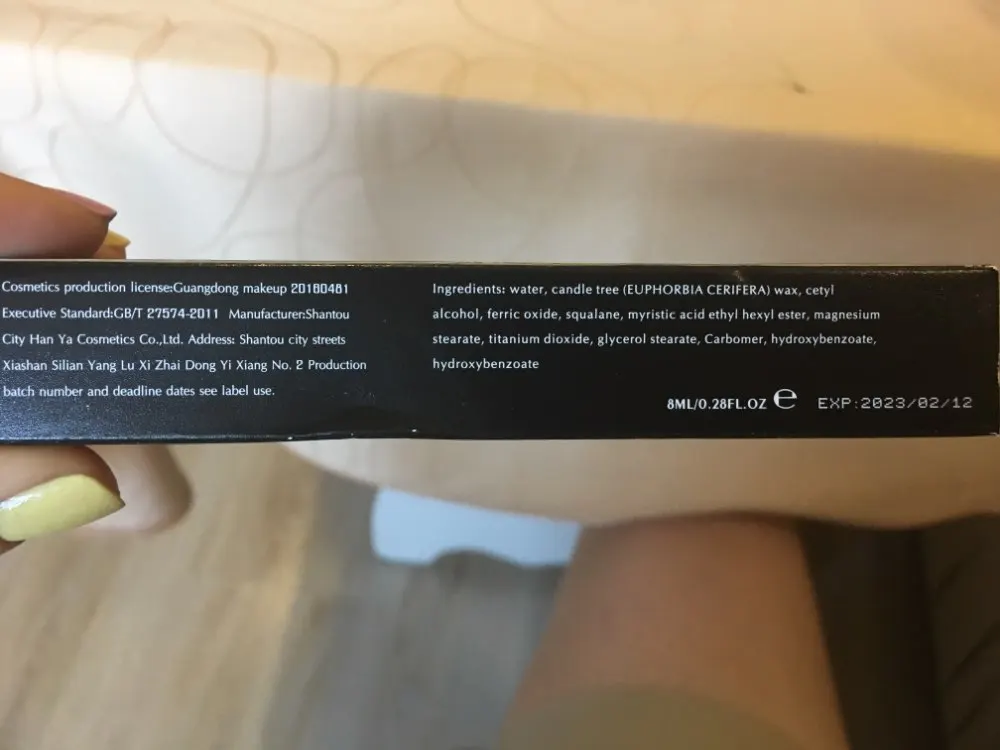 Cosmetics production license:Guangdong makeup 20180481
Executive Standard:GB/T 27574-2011 Manufacturer:Shantou
City Han Ya Cosmetics Co.,Ltd. Address: Shantou city streets
Xiashan Silian Yang Lu Xi Zhai Dong Yi Xiang No. 2 Production
batch number and deadline dates see label use.
Ingredients: water, candle tree (EUPHORBIA CERIFERA) wax, cetyl
alcohol, ferric oxide, squalane, myristic acid ethyl hexyl ester, magnesium
stearate, titanium dioxide, glycerol stearate, Carbomer, hydroxybenzoate,
hydroxybenzoate
8ML/0.28FL.OZ e EXP:2023/02/12